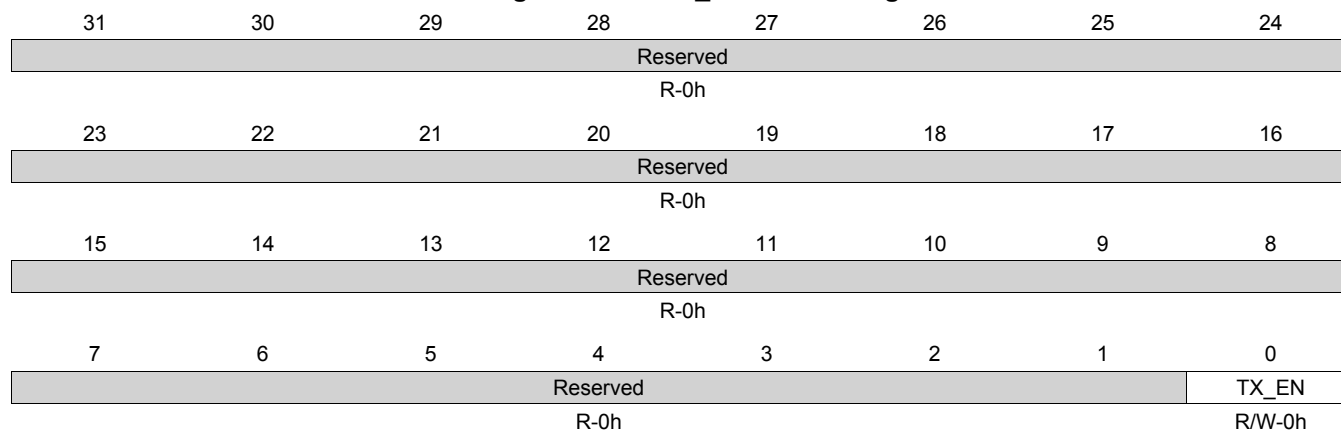 31 30 29 28 27 26 25 24
Reserved
R-0h
23 22 21 20 19 18 17 16
Reserved
R-0h
15 14 13 12 11 10 9 8
Reserved
R-0h
7 6 5 4 3 2 1 0
Reserved TX_EN
R-0h R/W-0h